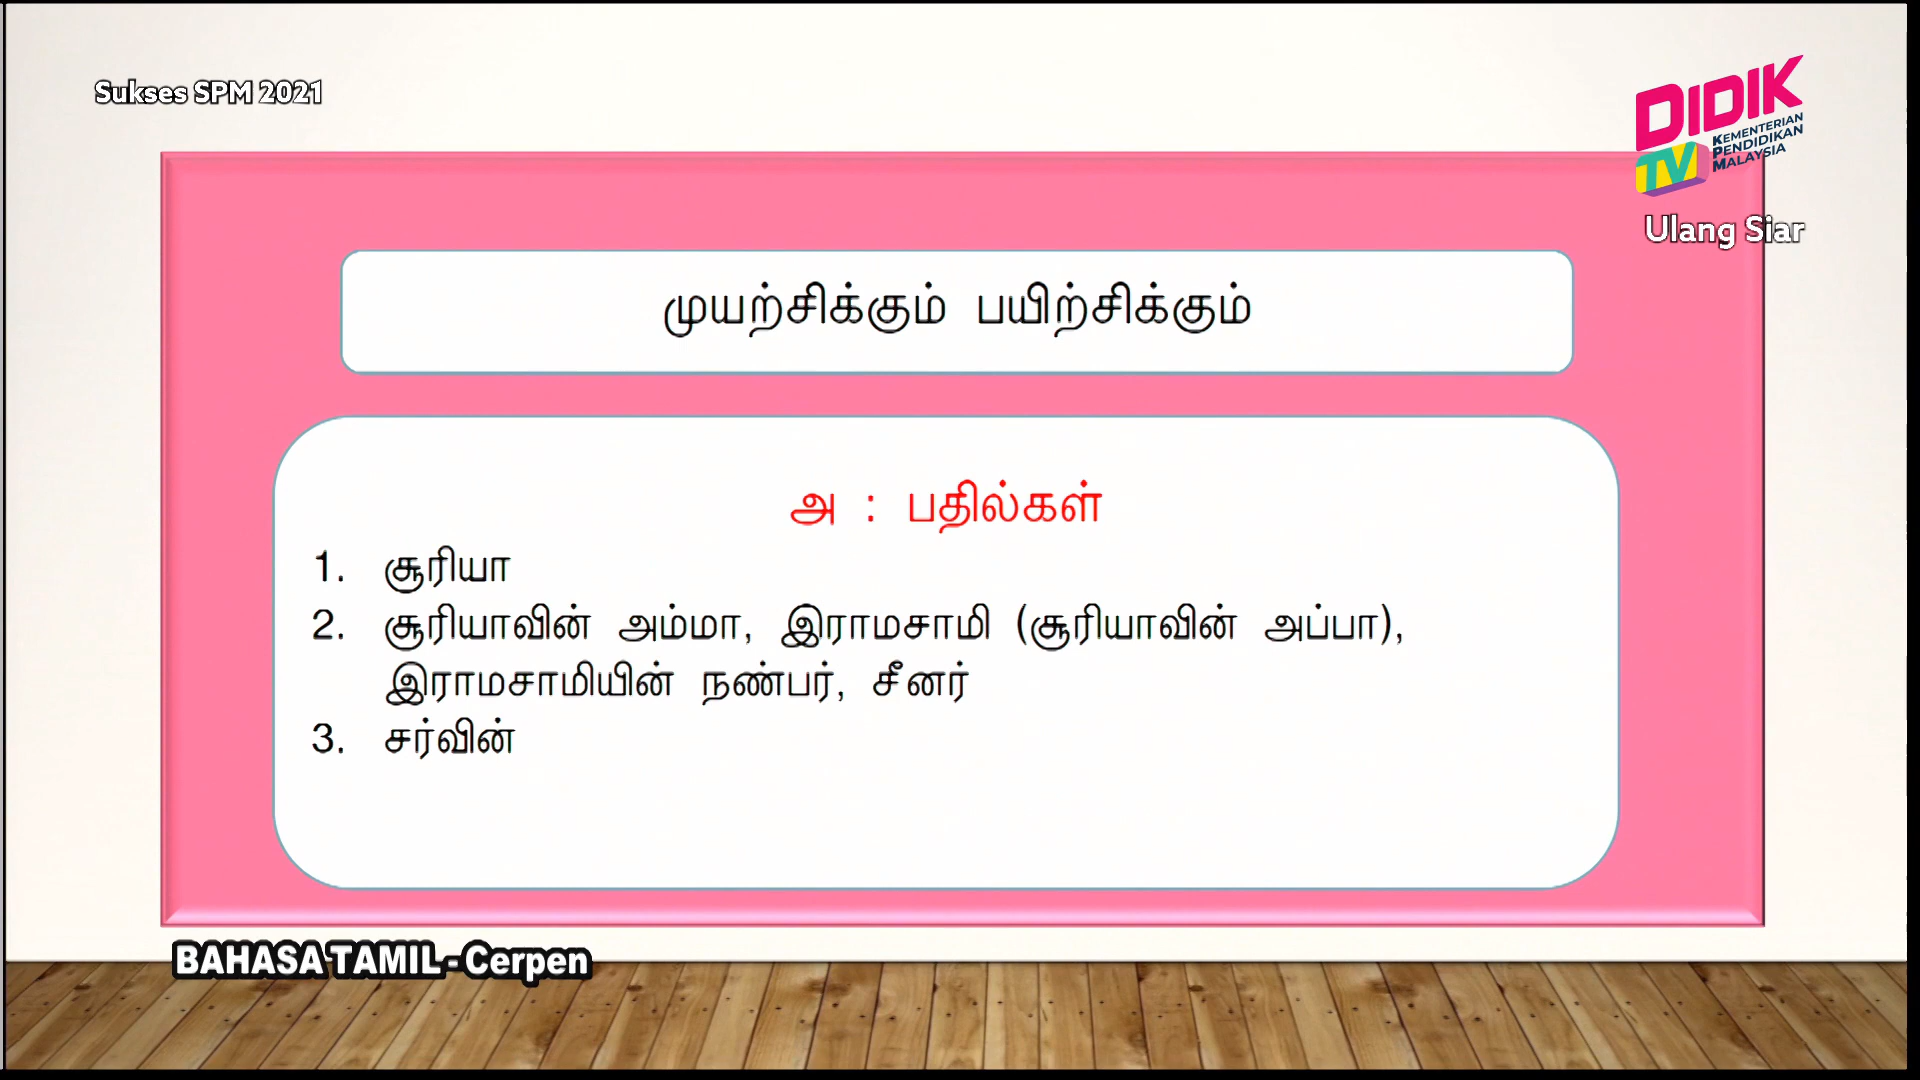 Sukses SPM 2021
DIDIK
TV
KEMENTERIAN
PENDIDIKAN
MALAYSIA
Ulang Siar
முயற்சிக்கும் பயிற்சிக்கும்
அ : பதில்கள்
1. சூரியா
2. சூரியாவின் அம்மா, இராமசாமி (சூரியாவின் அப்பா),
இராமசாமியின் நண்பர், சீனர்
3. சர்வின்
BAHASA TAMIL - Cerpen